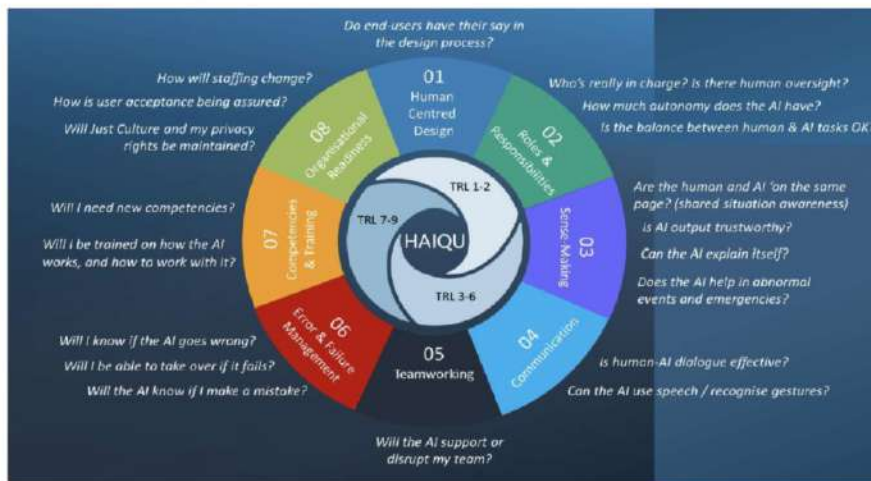 Do end-users have their say in
the design process?
01
Human
Centred
Design
Who's really in charge? Is there human oversight?
How much autonomy does the AI have?
Is the balance between human & AI tasks OK?
02
Roles &
Responsibilities
Are the human and AI 'on the same
page? (shared situation awareness)
Is AI output trustworthy?
Can the AI explain itself?
Does the AI help in abnormal
events and emergencies?
03
Sense-Making
04
Communication
Is human-AI dialogue effective?
Can the AI use speech / recognise gestures?
05
Teamworking
Will the AI support or
disrupt my team?
06
Error & Failure
Management
Will I know if the AI goes wrong?
Will I be able to take over if it fails?
Will the AI know if I make a mistake?
07
Competencies
& Training
Will I need new competencies?
Will I be trained on how the AI
works, and how to work with it?
08
Organisational
Readiness
How will staffing change?
How is user acceptance being assured?
Will Just Culture and my privacy
rights be maintained?
TRL 1-2
TRL 7-9
HAIQU
TRL 3-6